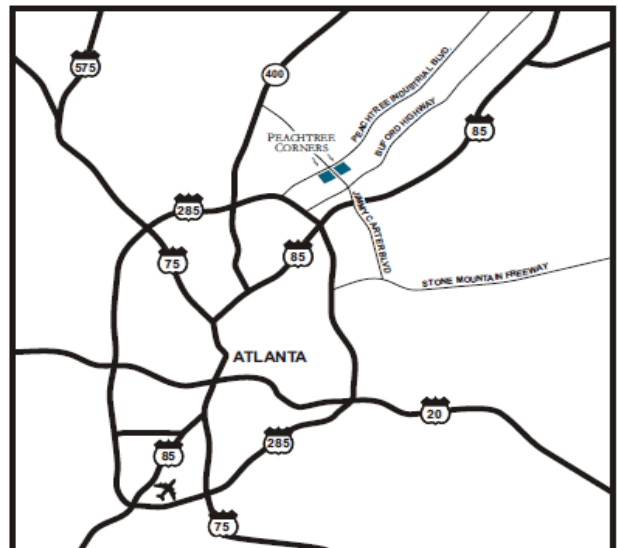 575
400
PEACHTREE INDUSTRIAL BLVD.
BUFORD HIGHWAY
85
PEACHTREE
CORNERS
285
JIMMY CARTER BLVD
75
85
STONE MOUNTAIN FREEWAY
ATLANTA
20
285
85
75